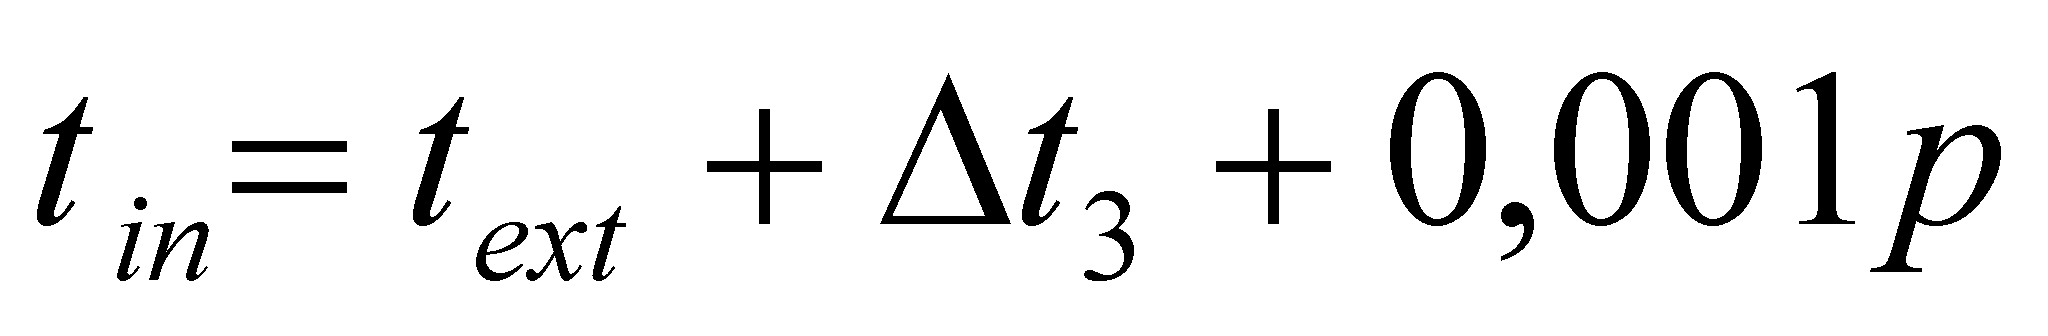 t_in = t_ext + Δt_3 + 0,001p